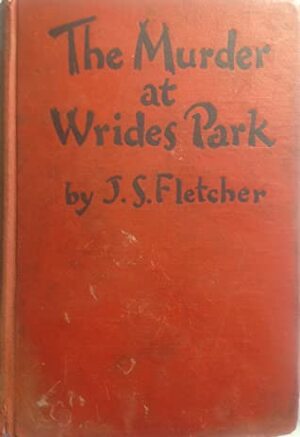 The Murder
at
Wrides Park
by J. S. Fletcher